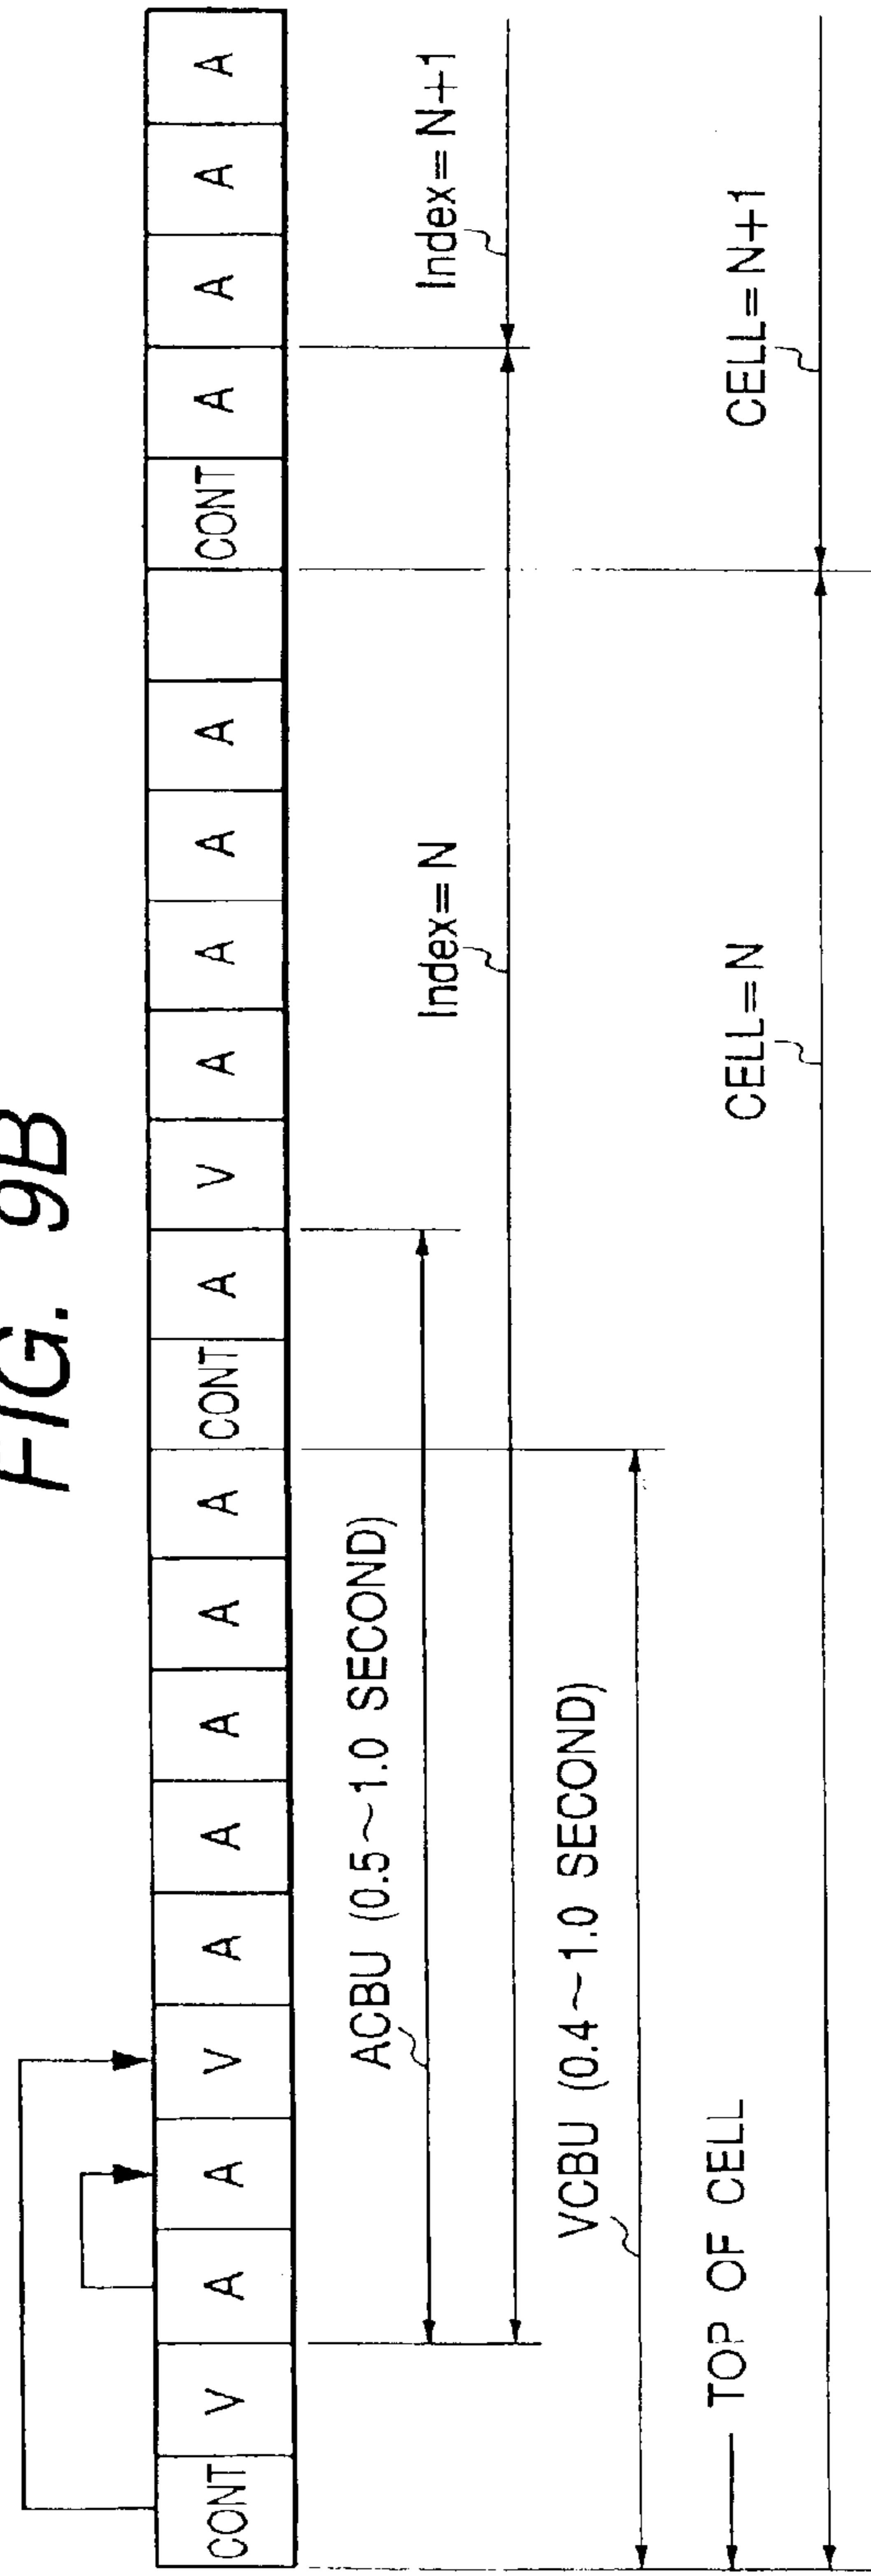 FIG. 9B
CONT V A A V A A A A A CONT A V A A A A CONT A A A A
ACBU (0.5～1.0 SECOND)
Index=N
Index=N+1
VCBU (0.4～1.0 SECOND)
TOP OF CELL
CELL=N
CELL=N+1